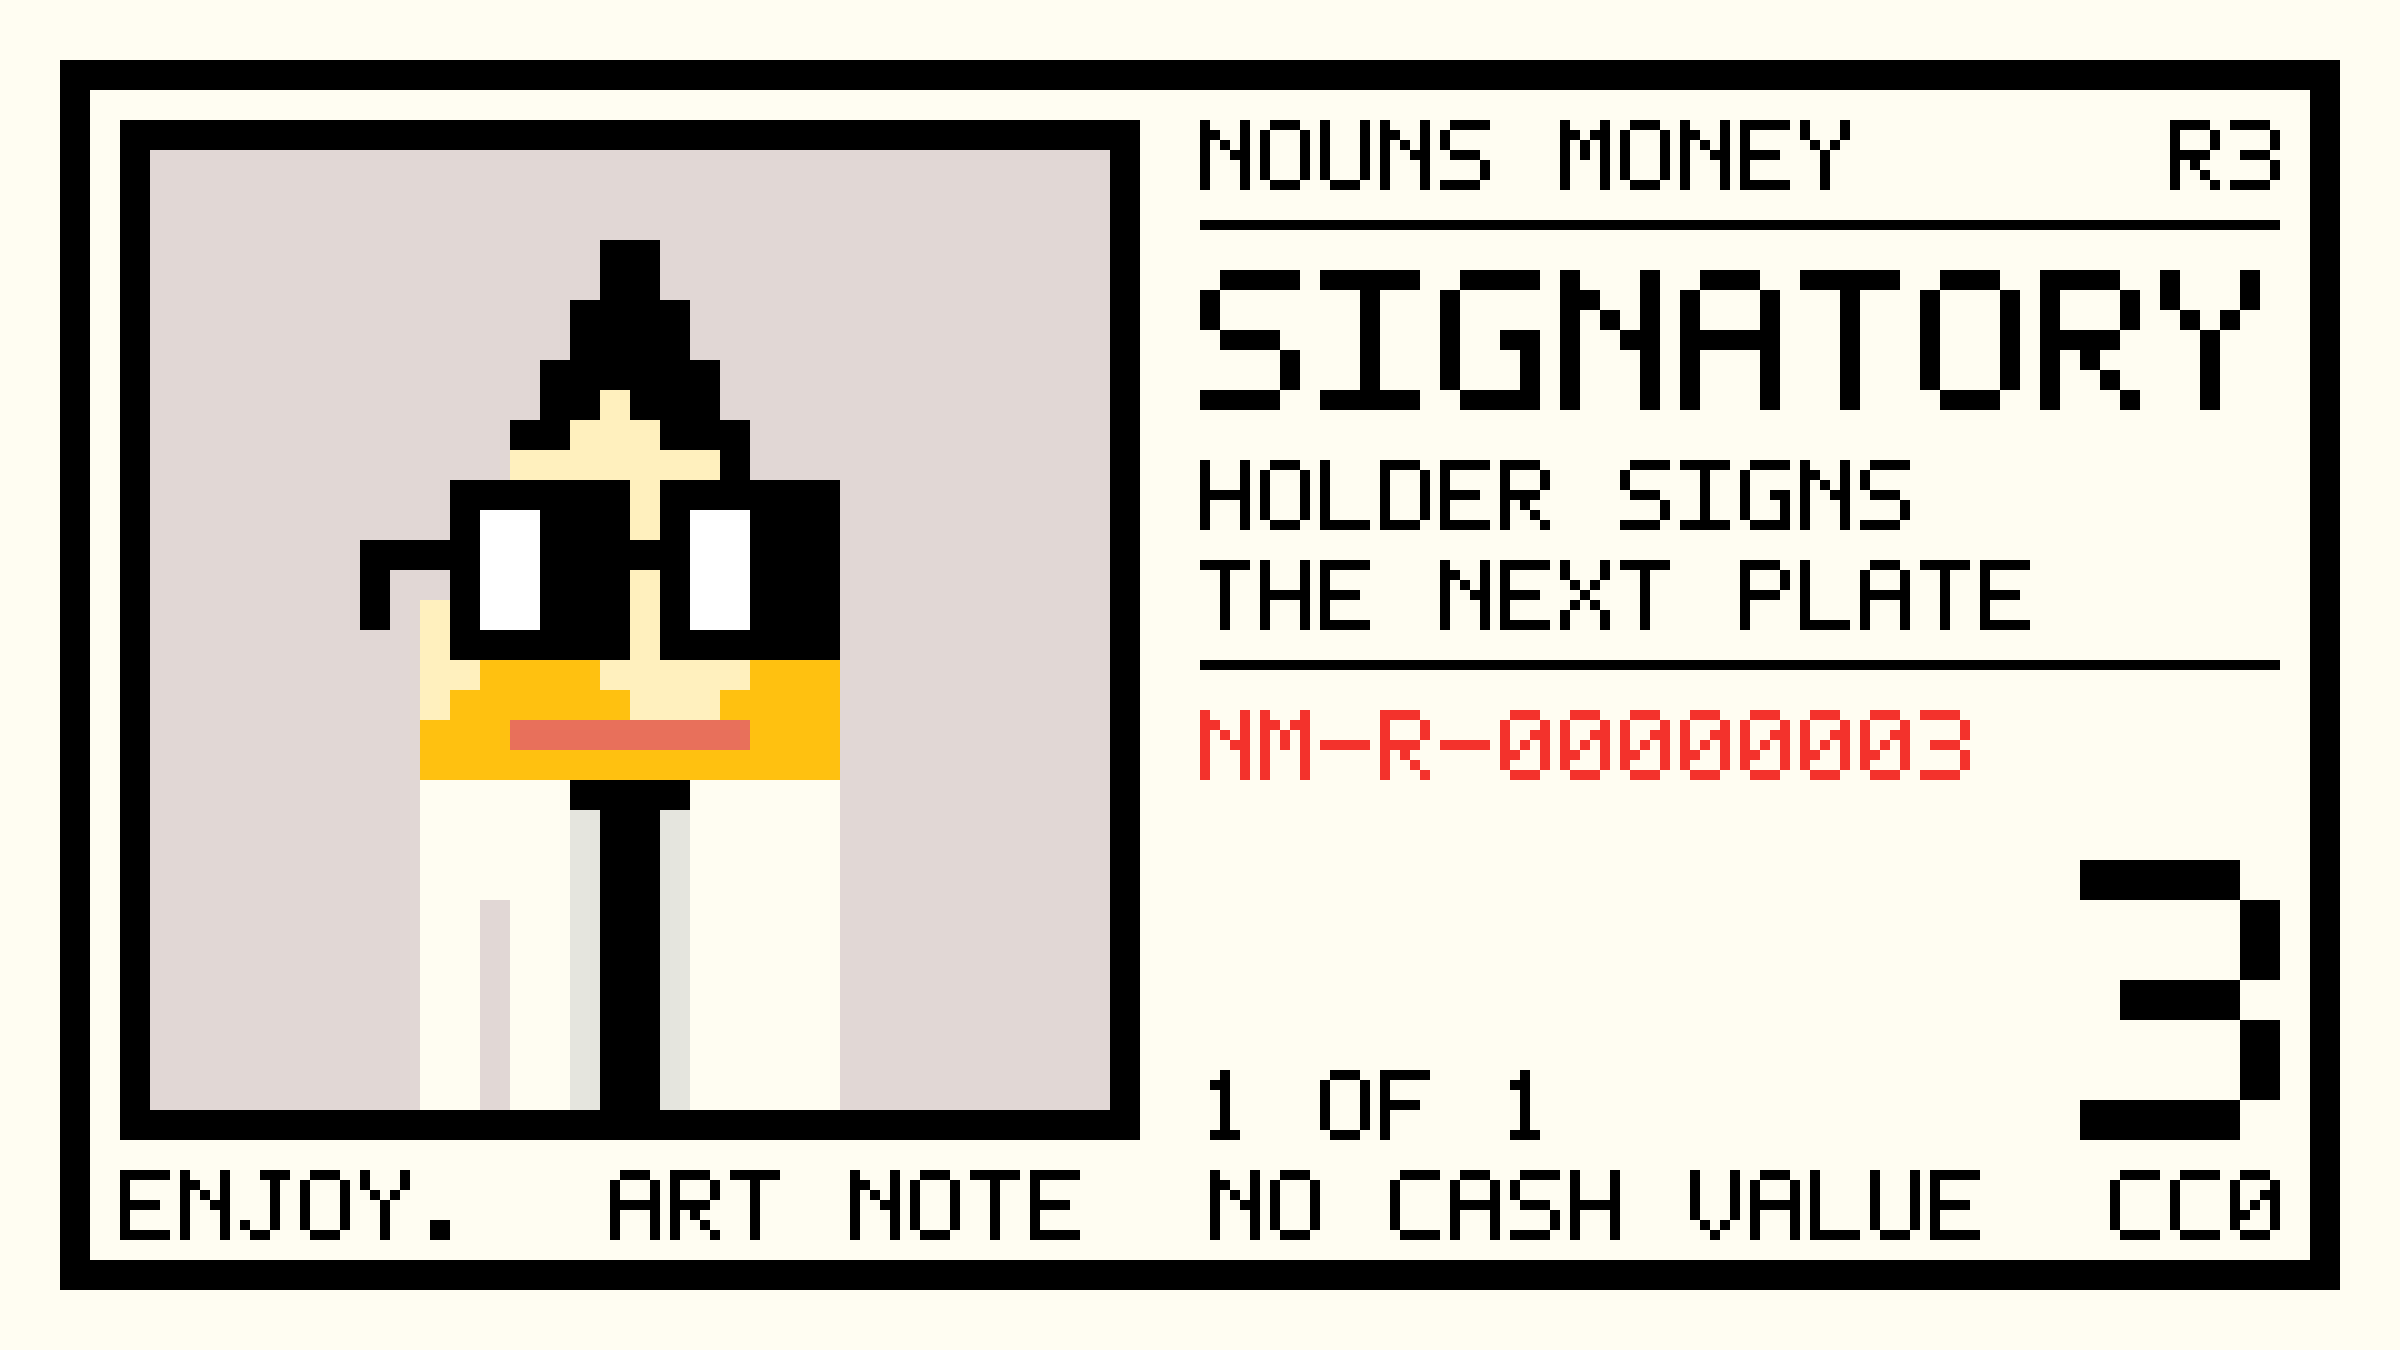 NOUNS MONEY R3
SIGNATORY
HOLDER SIGNS
THE NEXT PLATE
NM-R-00000003
3
1 OF 1
ENJOY. ART NOTE NO CASH VALUE CC0